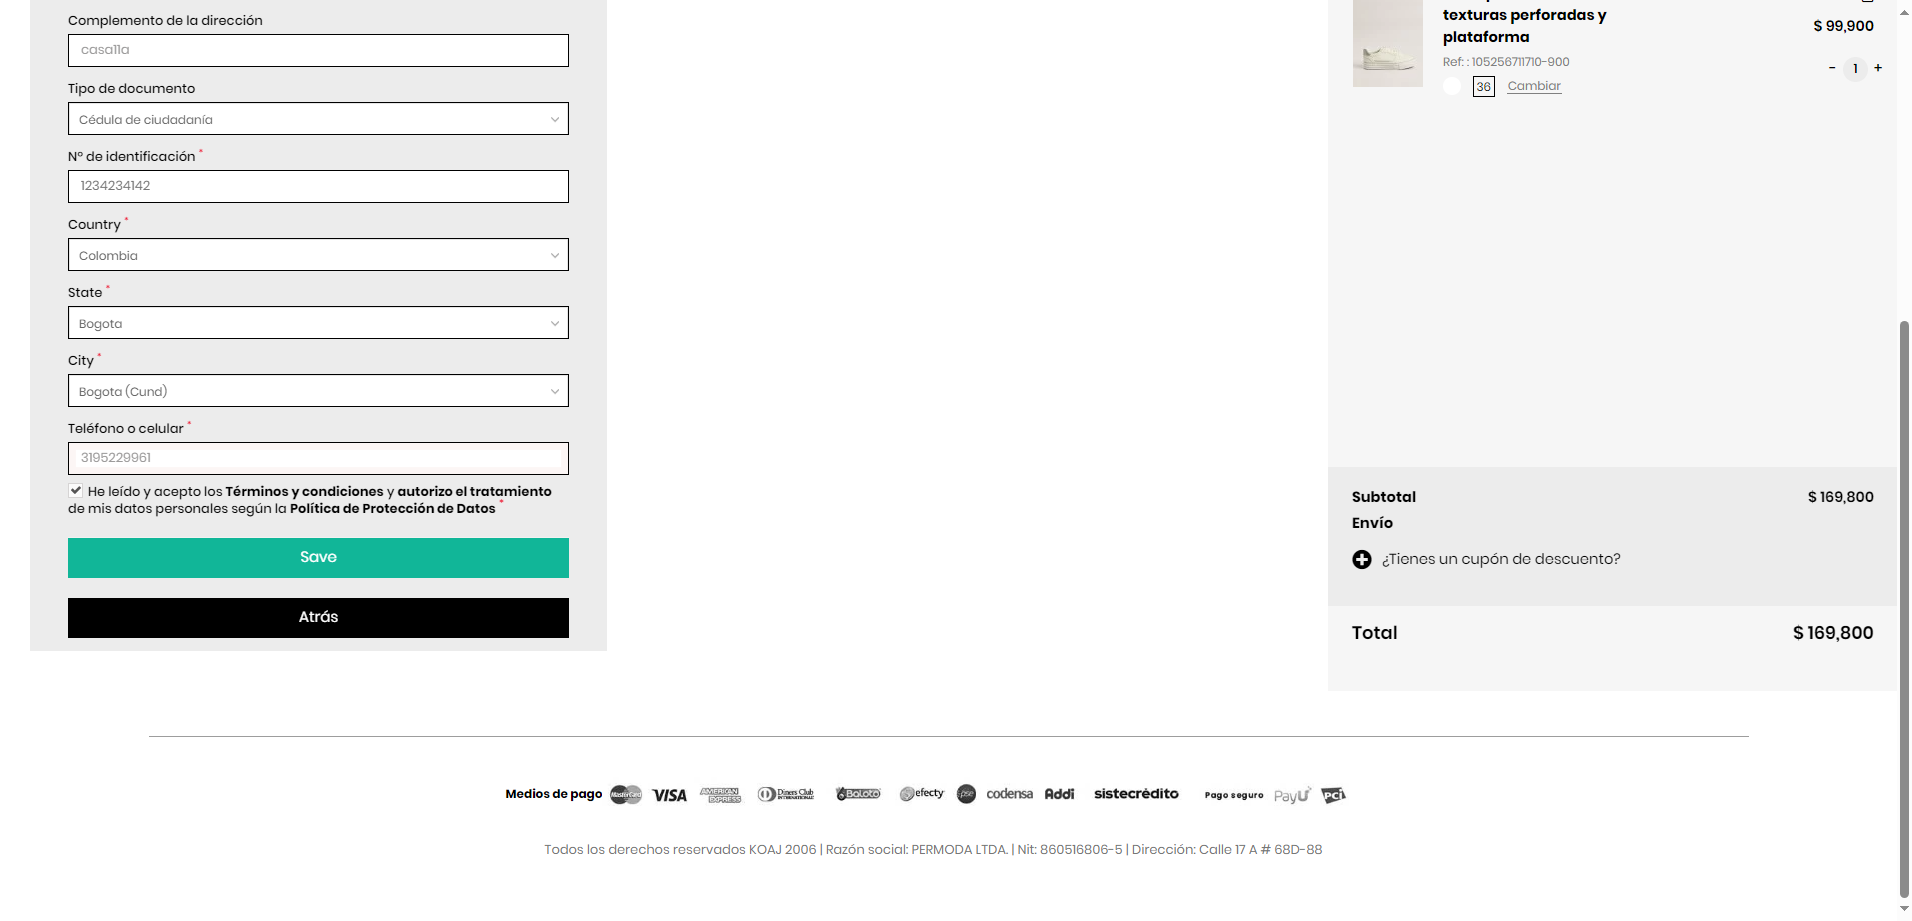 Complemento de la dirección
casa11a
Tipo de documento
Cédula de ciudadanía
Nº de identificación *
1234234142
Country *
Colombia
State *
Bogota
City *
Bogota (Cund)
Teléfono o celular *
3195229961
He leído y acepto los Términos y condiciones y autorizo el tratamiento
de mis datos personales según la Política de Protección de Datos *
Save
Atrás
texturas perforadas y
plataforma
$ 99,900
Ref: : 105256711710-900
- 1 +
36 Cambiar
Subtotal $ 169,800
Envío
¿Tienes un cupón de descuento?
Total $ 169,800
Medios de pago MasterCard VISA AMERICAN EXPRESS Diners Club INTERNATIONAL Baloto efecty pse codensa Addi sistecrédito Pago seguro PayU PCI
Todos los derechos reservados KOAJ 2006 | Razón social: PERMODA LTDA. | Nit: 860516806-5 | Dirección: Calle 17 A # 68D-88